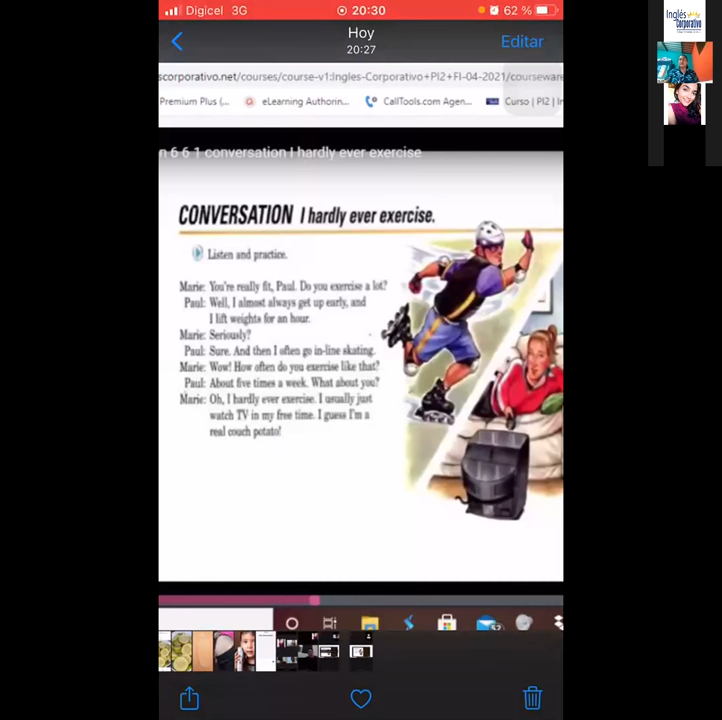 Digicel 3G
20:30
62 %
Hoy
20:27
Editar
scorporativo.net/courses/course-v1:Ingles-Corporativo+PI2+FI-04-2021/courseware
Premium Plus (...
eLearning Authorin...
CallTools.com Agen...
Curso | PI2 | In
n 6 6 1 conversation I hardly ever exercise
CONVERSATION I hardly ever exercise.
Listen and practice.
Marie: You're really fit, Paul. Do you exercise a lot?
Paul: Well, I almost always get up early, and
I lift weights for an hour.
Marie: Seriously?
Paul: Sure. And then I often go in-line skating.
Marie: Wow! How often do you exercise like that?
Paul: About five times a week. What about you?
Marie: Oh, I hardly ever exercise. I usually just
watch TV in my free time. I guess I'm a
real couch potato!
Inglés
Corporativo